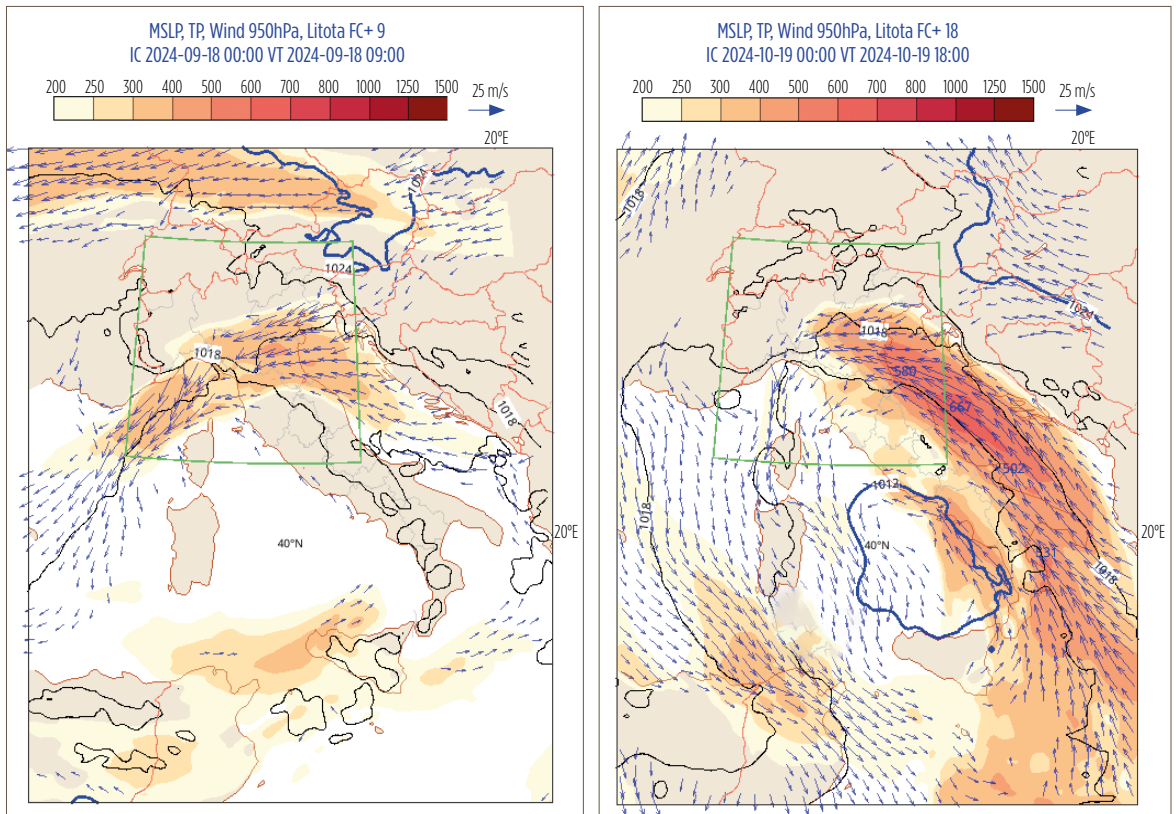 MSLP, TP, Wind 950hPa, Litota FC+ 9
IC 2024-09-18 00:00 VT 2024-09-18 09:00
200 250 300 400 500 600 700 800 1000 1250 1500
25 m/s
20°E
1024
1024
1018
1018
20°E
40°N
MSLP, TP, Wind 950hPa, Litota FC+ 18
IC 2024-10-19 00:00 VT 2024-10-19 18:00
200 250 300 400 500 600 700 800 1000 1250 1500
25 m/s
20°E
1018
1024
1018
580
667
502
1012
1018
20°E
40°N
531
1018